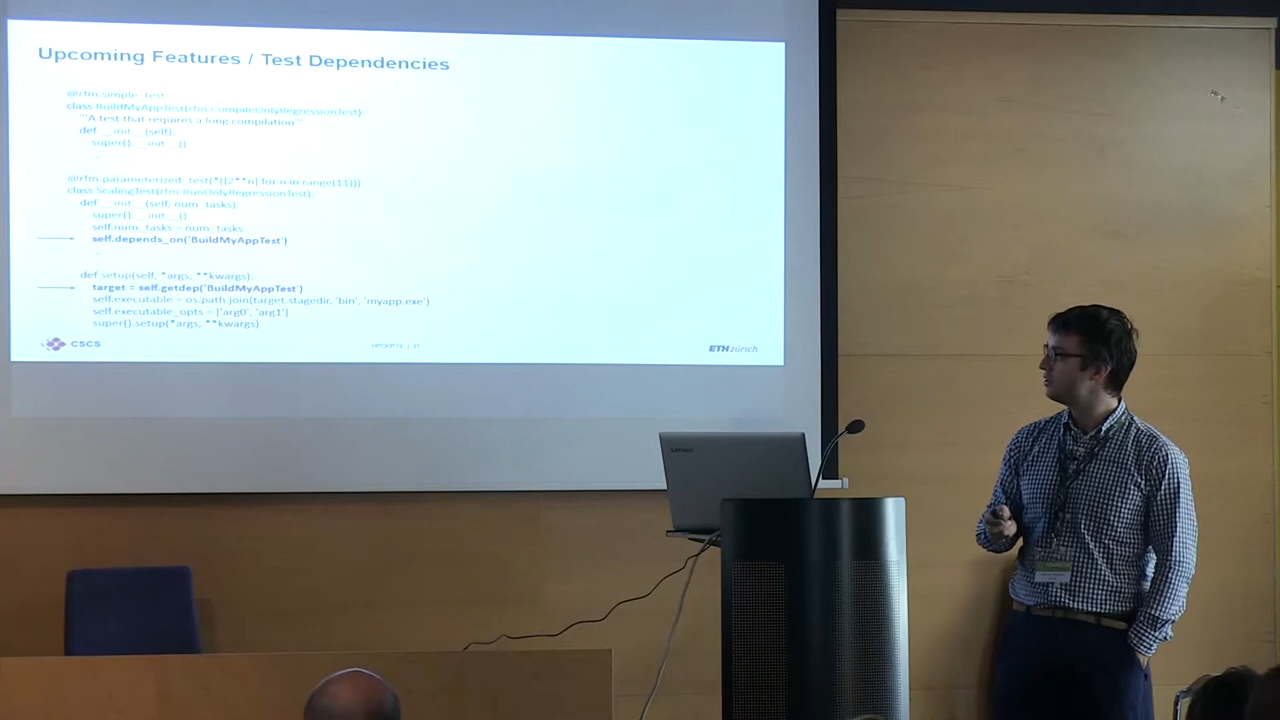 Upcoming Features / Test Dependencies
@rfm.simple_test
class BuildMyAppTest(rfm.CompileOnlyRegressionTest):
'''A test that requires a long compilation'''
def __init__(self):
super().__init__()
...
@rfm.parameterized_test(*([2**n] for n in range(11)))
class ScalingTest(rfm.RunOnlyRegressionTest):
def __init__(self, num_tasks):
super().__init__()
self.num_tasks = num_tasks
self.depends_on('BuildMyAppTest')
...
def setup(self, *args, **kwargs):
target = self.getdep('BuildMyAppTest')
self.executable = os.path.join(target.stagedir, 'bin', 'myapp.exe')
self.executable_opts = ['arg0', 'arg1']
super().setup(*args, **kwargs)
CSCS
ETH zürich
Lenovo